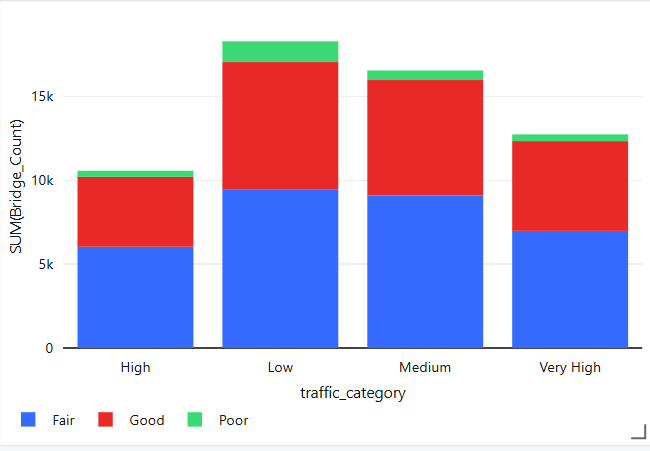 SUM(Bridge_Count)
15k
10k
5k
0
High Low Medium Very High
traffic_category
Fair Good Poor